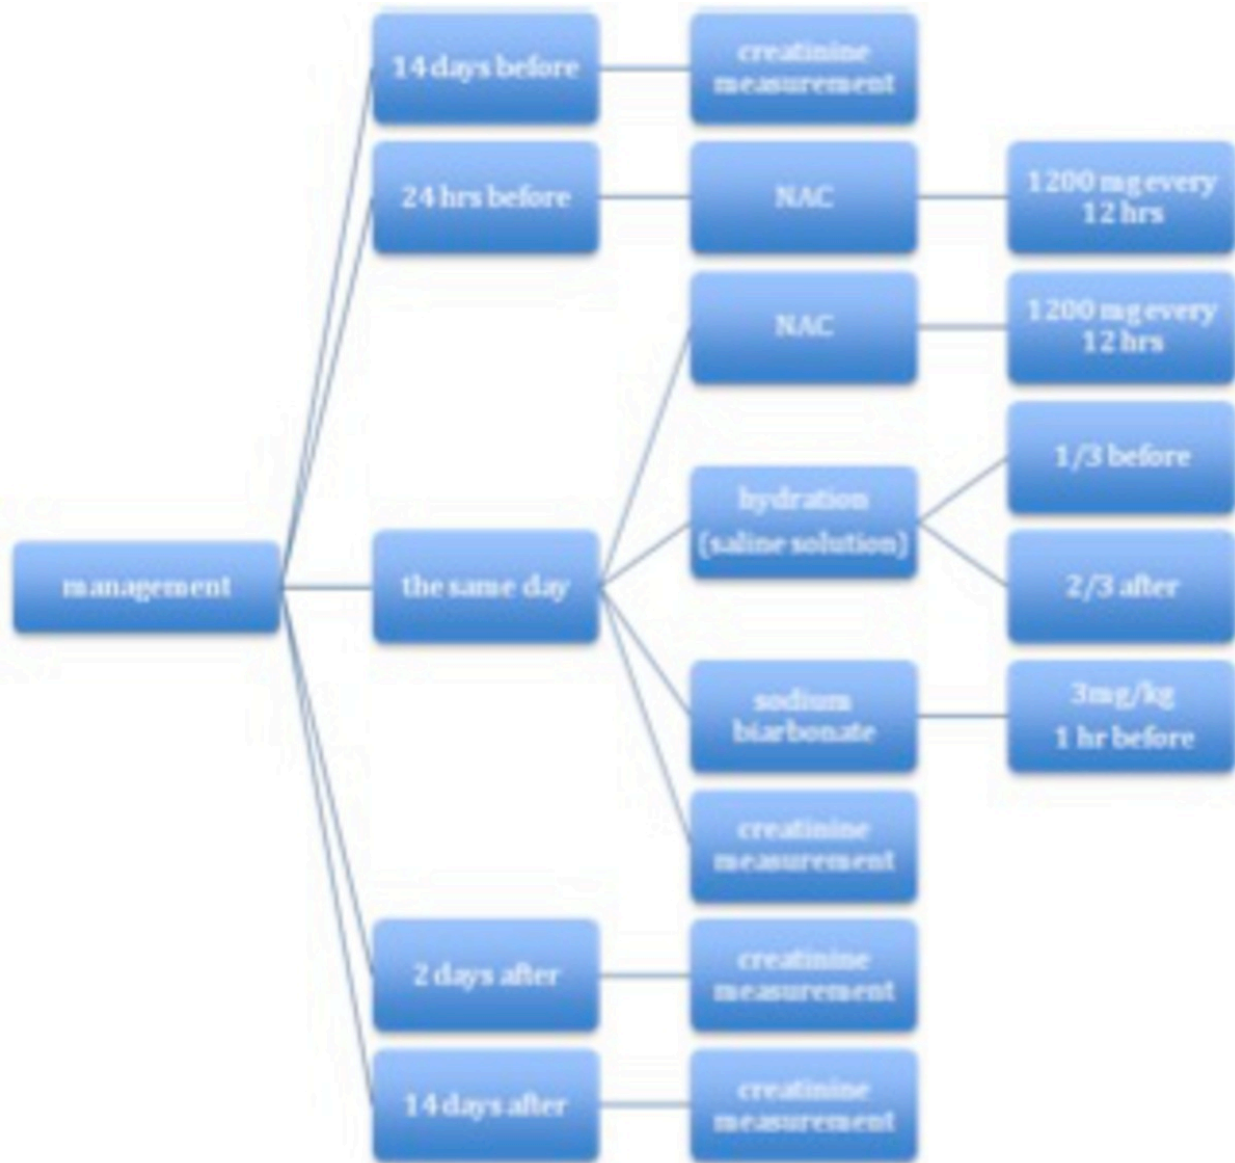 14 days before
creatinine
measurement
24 hrs before
NAC
1200 mg every
12 hrs
NAC
1200 mg every
12 hrs
1/3 before
hydration
(saline solution)
2/3 after
management
the same day
sodium
biarbonate
3mg/kg
1 hr before
creatinine
measurement
2 days after
creatinine
measurement
14 days after
creatinine
measurement